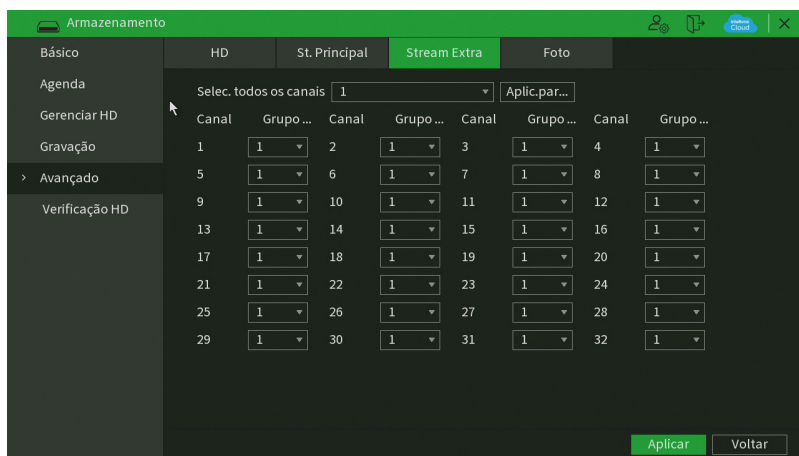 Armazenamento
intelbras Cloud
Básico
Agenda
Gerenciar HD
Gravação
> Avançado
Verificação HD
HD St. Principal Stream Extra Foto
Selec. todos os canais 1 Aplic.par...
Canal Grupo ... Canal Grupo ... Canal Grupo ... Canal Grupo ...
1 1 2 1 3 1 4 1
5 1 6 1 7 1 8 1
9 1 10 1 11 1 12 1
13 1 14 1 15 1 16 1
17 1 18 1 19 1 20 1
21 1 22 1 23 1 24 1
25 1 26 1 27 1 28 1
29 1 30 1 31 1 32 1
Aplicar Voltar